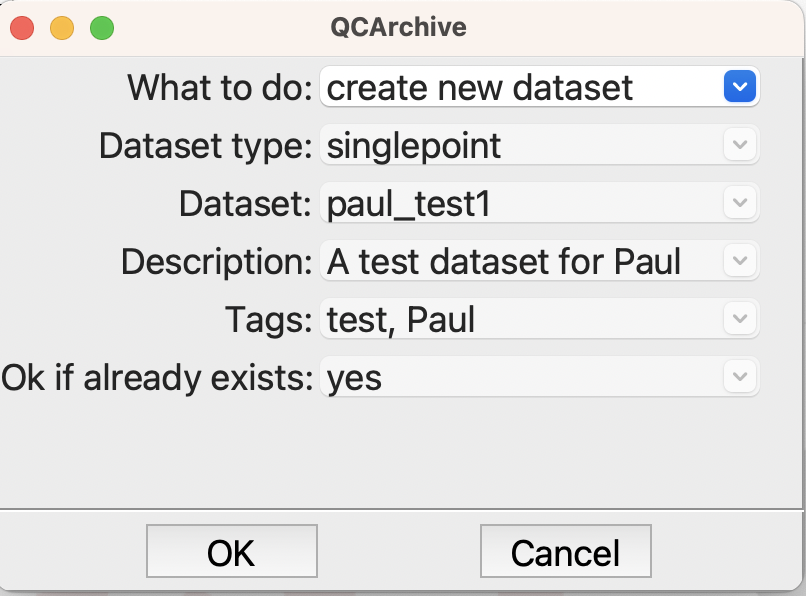 QCArchive
What to do: create new dataset
Dataset type: singlepoint
Dataset: paul_test1
Description: A test dataset for Paul
Tags: test, Paul
Ok if already exists: yes
OK Cancel